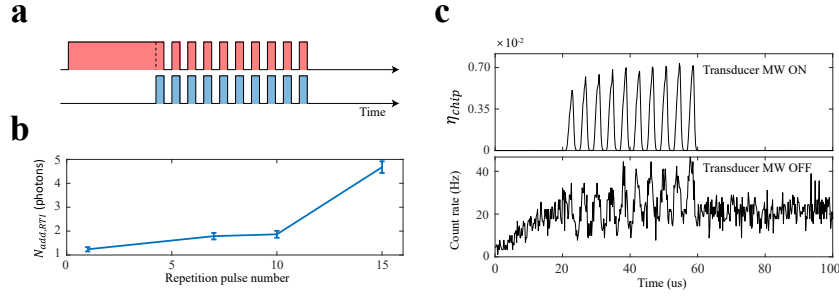 a
Time
b
N_add,RT1 (photons)
5
4
3
2
1
0 5 10 15
Repetition pulse number
c
×10⁻²
0.70
0.35
0
η_chip
Transducer MW ON
Count rate (Hz)
40
20
0
Transducer MW OFF
0 20 40 60 80 100
Time (us)